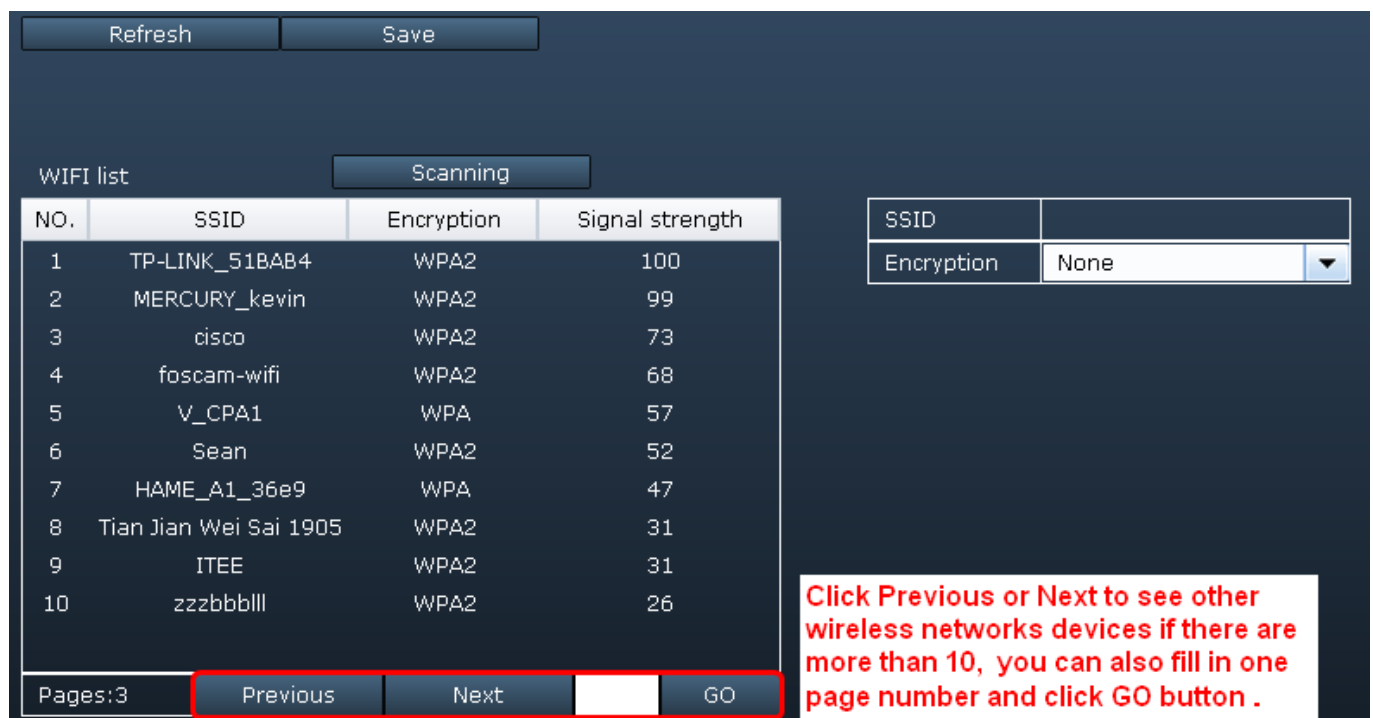 Refresh Save
WIFI list Scanning
NO. SSID Encryption Signal strength
1 TP-LINK_51BAB4 WPA2 100
2 MERCURY_kevin WPA2 99
3 cisco WPA2 73
4 foscam-wifi WPA2 68
5 V_CPA1 WPA 57
6 Sean WPA2 52
7 HAME_A1_36e9 WPA 47
8 Tian Jian Wei Sai 1905 WPA2 31
9 ITEE WPA2 31
10 zzzbbblll WPA2 26
Pages:3 Previous Next GO
SSID
Encryption None
Click Previous or Next to see other
wireless networks devices if there are
more than 10, you can also fill in one
page number and click GO button .